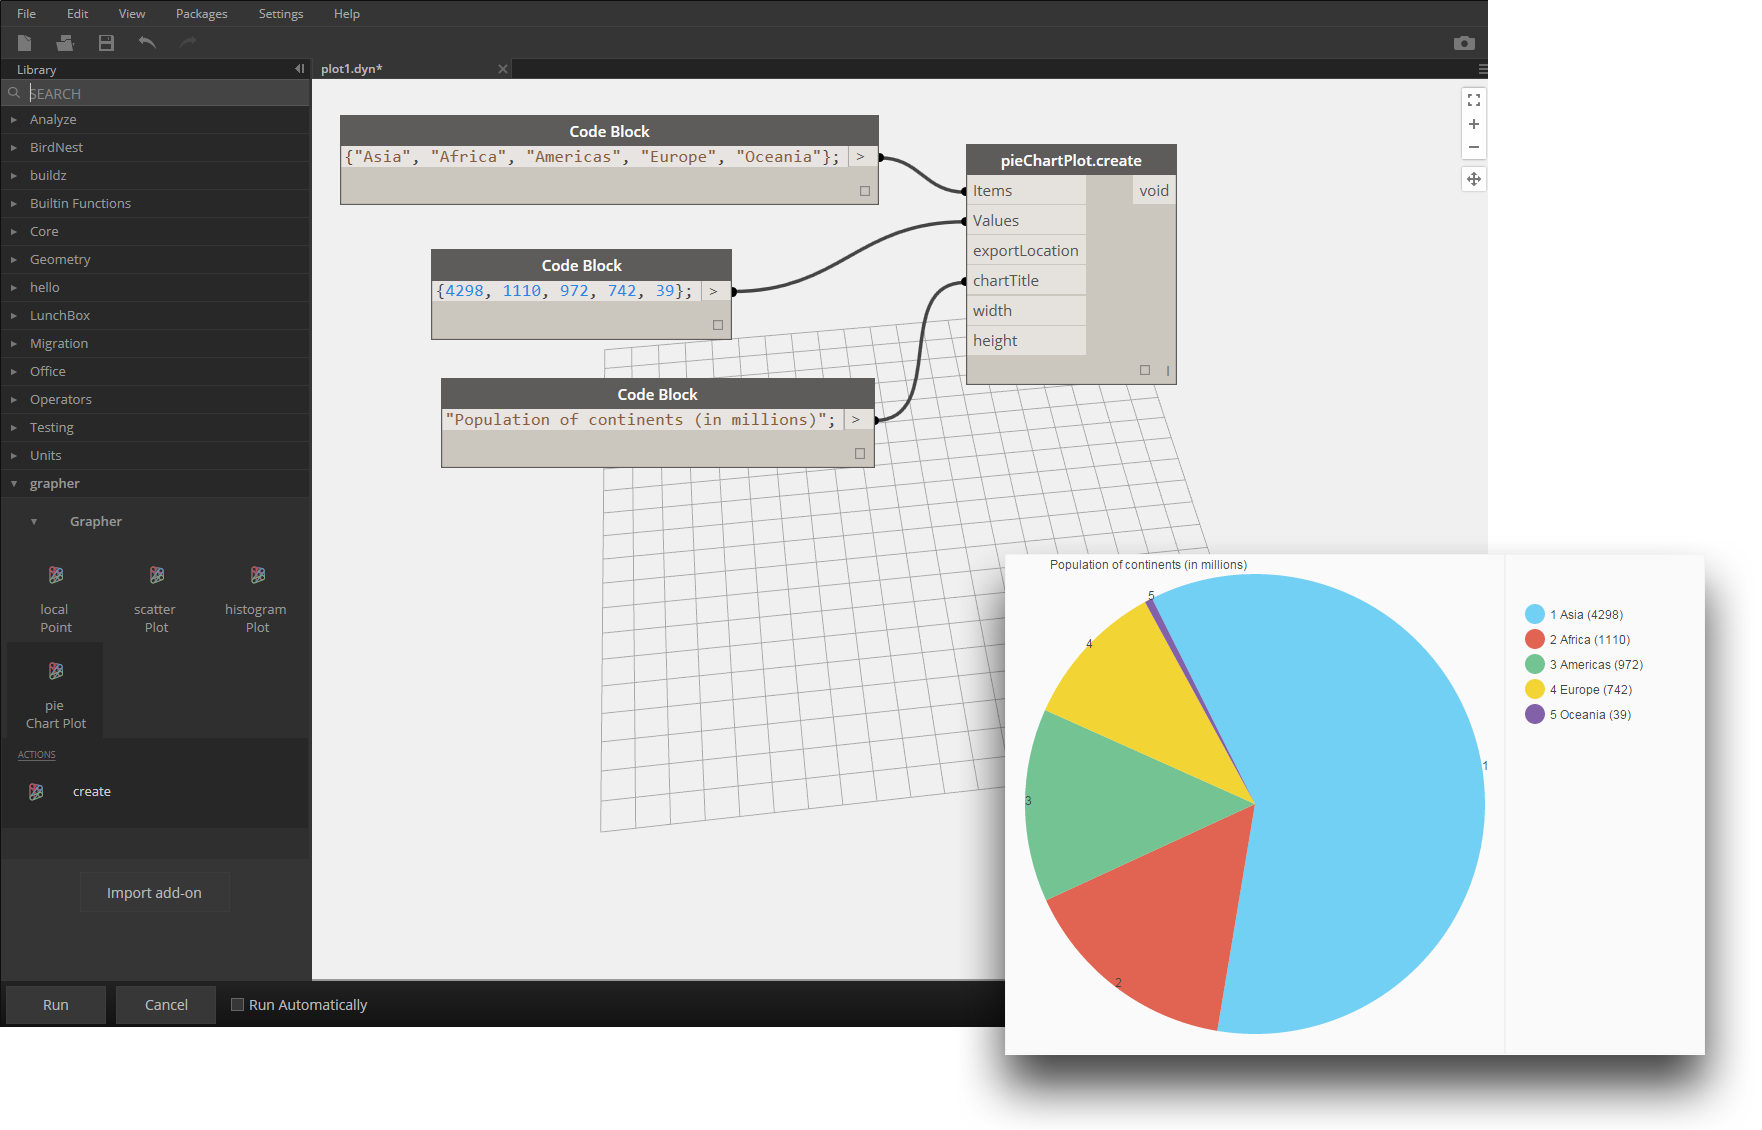 File Edit View Packages Settings Help
Library
plot1.dyn*
SEARCH
Analyze
BirdNest
buildz
Builtin Functions
Core
Geometry
hello
LunchBox
Migration
Office
Operators
Testing
Units
grapher
Grapher
local
Point
scatter
Plot
histogram
Plot
pie
Chart Plot
ACTIONS
create
Import add-on
Run
Cancel
Run Automatically
Code Block
{"Asia", "Africa", "Americas", "Europe", "Oceania"}; >
Code Block
{4298, 1110, 972, 742, 39}; >
Code Block
"Population of continents (in millions)"; >
pieChartPlot.create
Items void
Values
exportLocation
chartTitle
width
height
Population of continents (in millions)
5
4
3
2
1
1 Asia (4298)
2 Africa (1110)
3 Americas (972)
4 Europe (742)
5 Oceania (39)